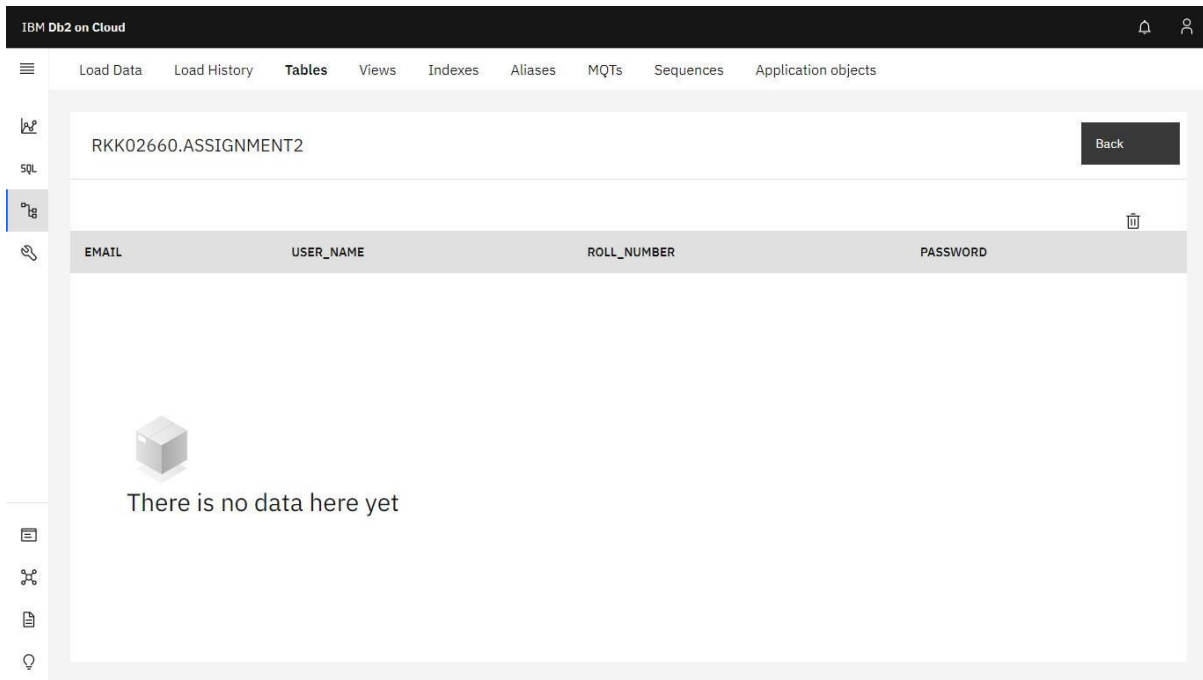 IBM Db2 on Cloud
Load Data Load History Tables Views Indexes Aliases MQTs Sequences Application objects
RKK02660.ASSIGNMENT2 Back
SQL
EMAIL USER_NAME ROLL_NUMBER PASSWORD
There is no data here yet